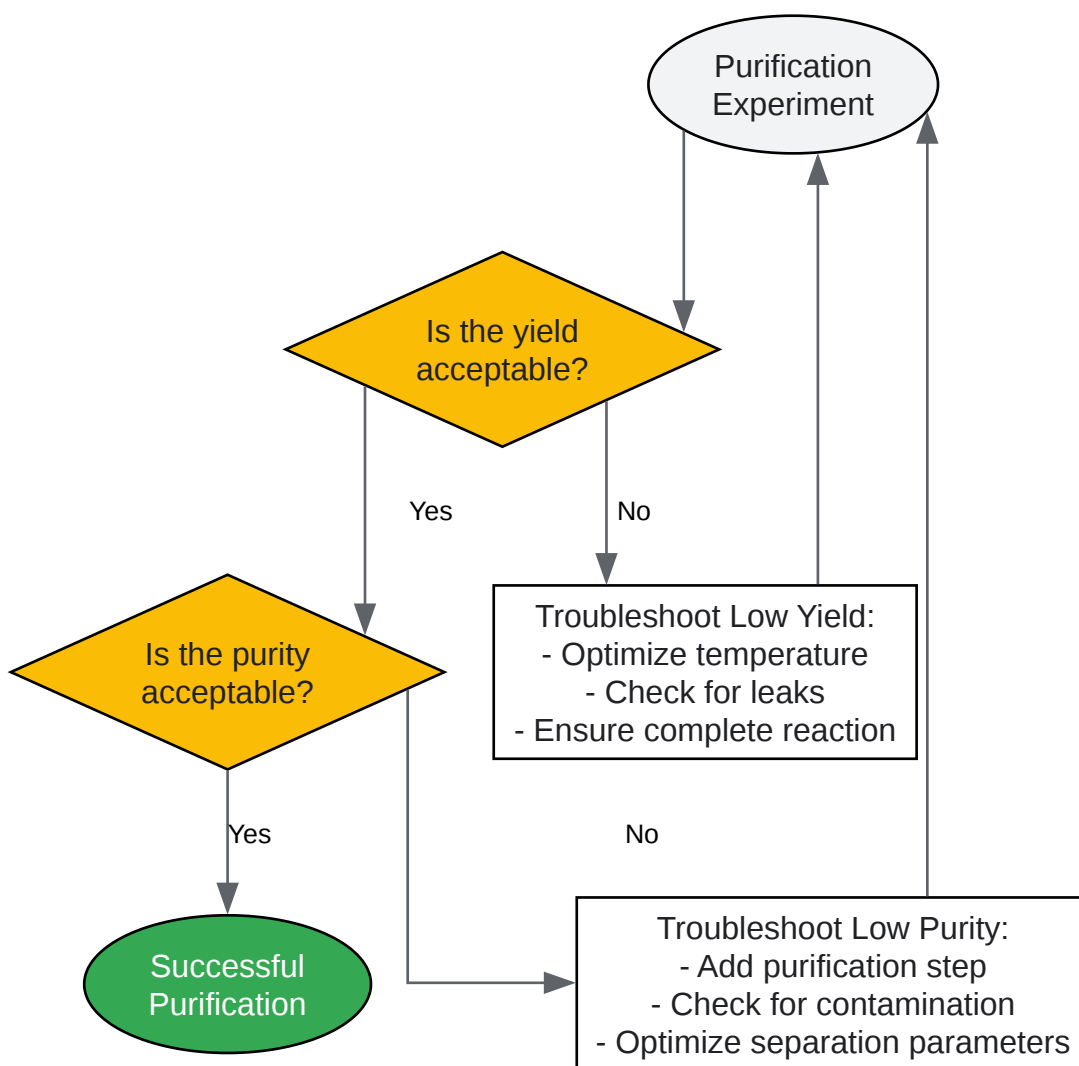 Purification
Experiment
Is the yield
acceptable?
Yes
No
Is the purity
acceptable?
Troubleshoot Low Yield:
- Optimize temperature
- Check for leaks
- Ensure complete reaction
Yes
No
Successful
Purification
Troubleshoot Low Purity:
- Add purification step
- Check for contamination
- Optimize separation parameters